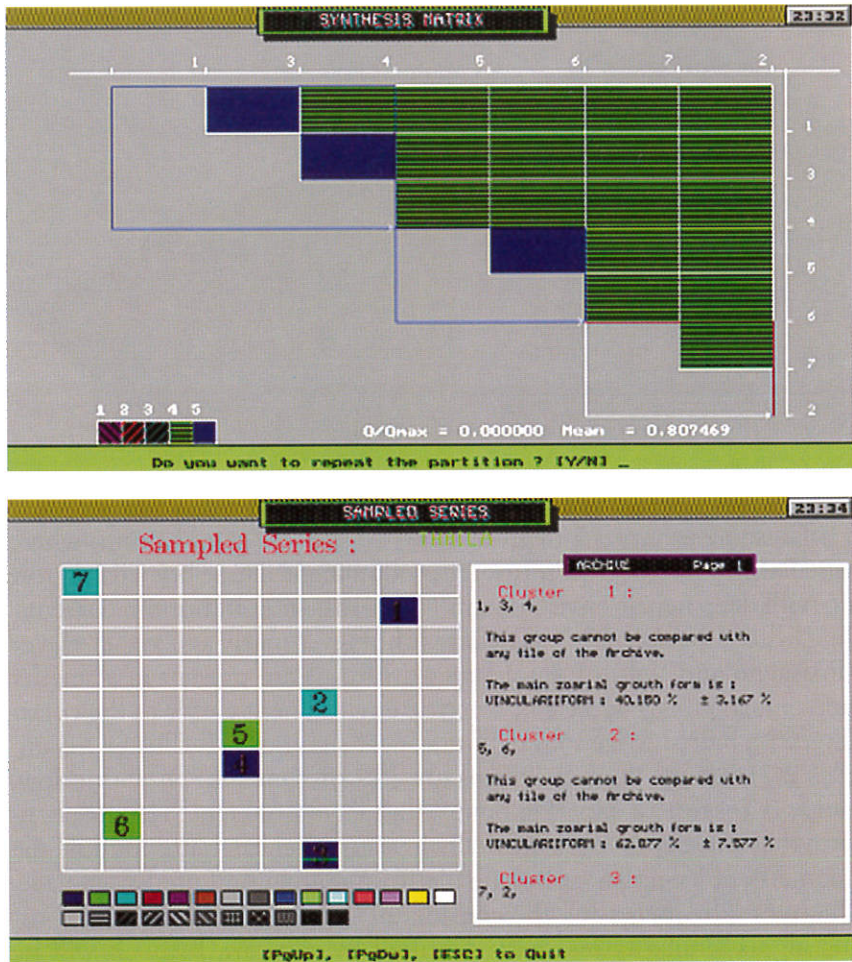 SYNTHESIS MATRIX
23:32
1 3 4 5 6 7 2
1
3
4
5
6
7
2
1 2 3 4 5
Q/Qmax = 0.000000 Mean = 0.807469
Do you want to repeat the partition ? [Y/N] _
SAMPLED SERIES
23:34
Sampled Series :
ARCHIVE Page 1
Cluster 1 :
1, 3, 4,
This group cannot be compared with
any file of the Archive.
The main zoarial growth form is :
VINCULARIIFORM : 40.150 % ± 3.167 %
Cluster 2 :
5, 6,
This group cannot be compared with
any file of the Archive.
The main zoarial growth form is :
VINCULARIIFORM : 62.077 % ± 7.577 %
Cluster 3 :
7, 2,
7
1
2
5
4
6
3
[PgUp], [PgDw], [ESC] to Quit